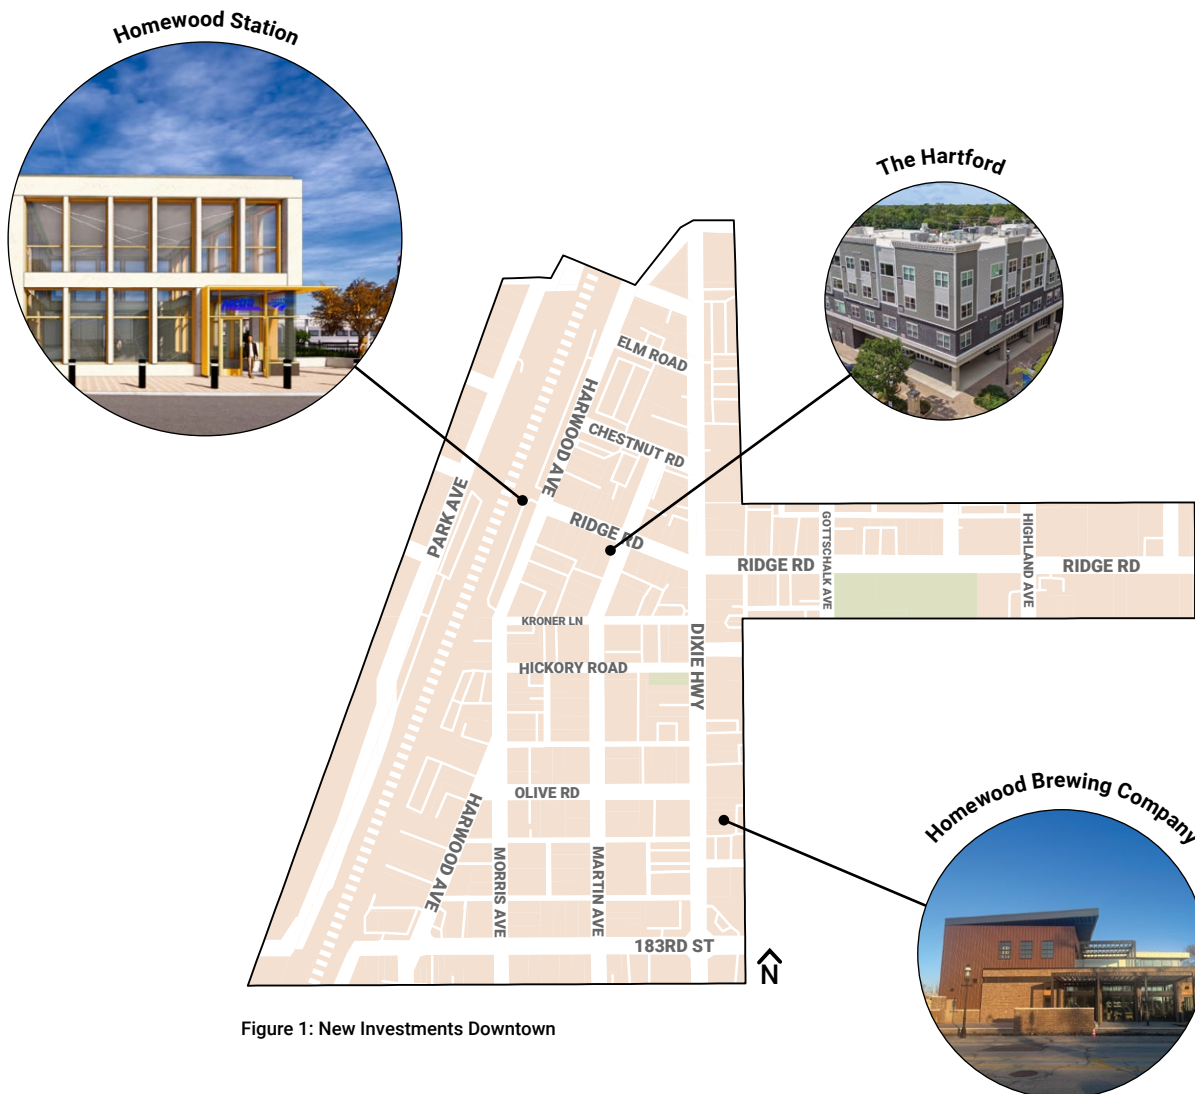 Homewood Station
The Hartford
ELM ROAD
HARWOOD AVE
CHESTNUT RD
PARK AVE
RIDGE RD
RIDGE RD
GOTTSCHALK AVE
HIGHLAND AVE
RIDGE RD
KRONER LN
DIXIE HWY
HICKORY ROAD
OLIVE RD
HARWOOD AVE
MORRIS AVE
MARTIN AVE
183RD ST
N
Homewood Brewing Company
Figure 1: New Investments Downtown